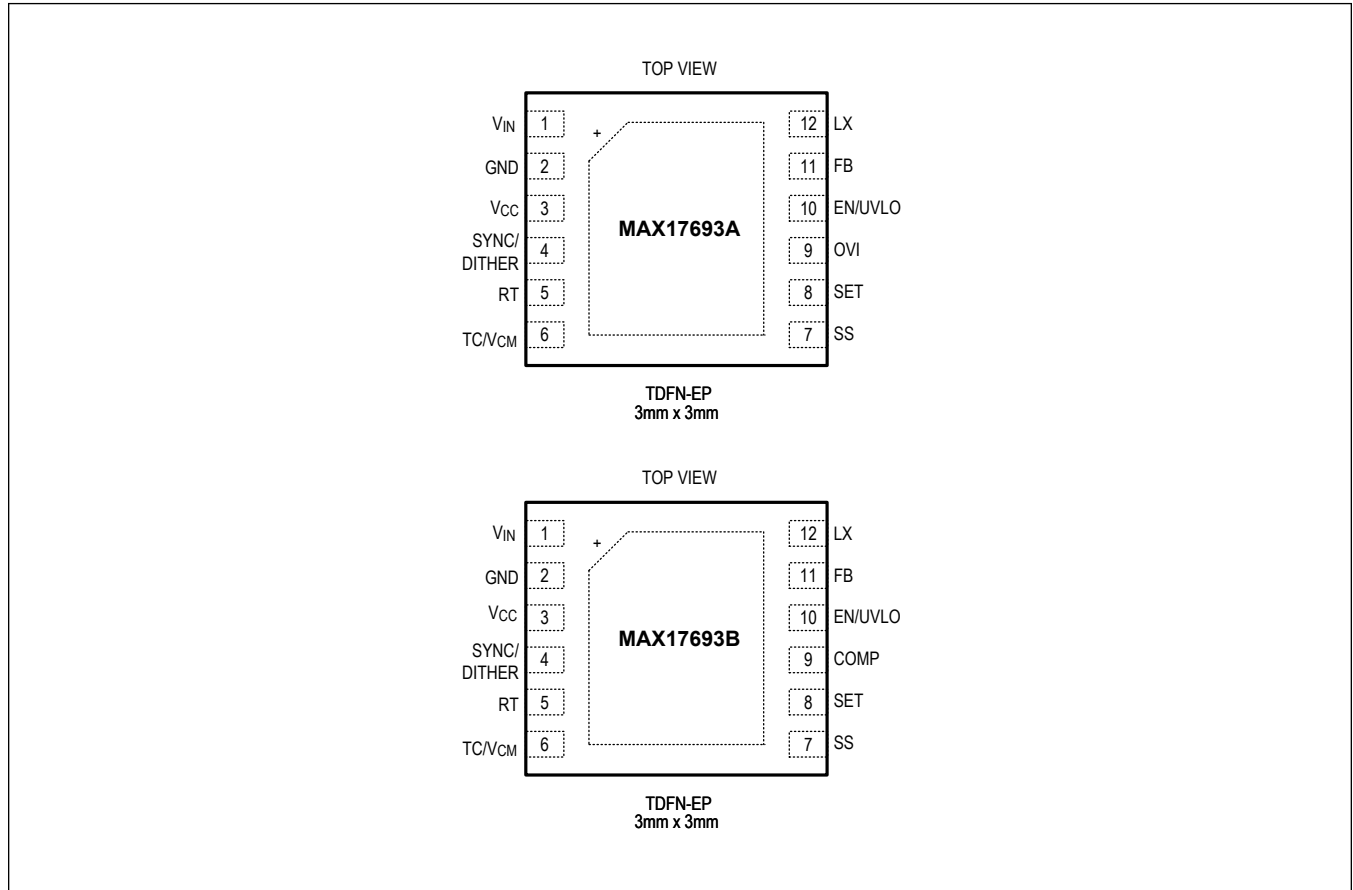 TOP VIEW
VIN 1
GND 2
VCC 3
SYNC/
DITHER 4
RT 5
TC/VCM 6
+
MAX17693A
12 LX
11 FB
10 EN/UVLO
9 OVI
8 SET
7 SS
TDFN-EP
3mm x 3mm
TOP VIEW
VIN 1
GND 2
VCC 3
SYNC/
DITHER 4
RT 5
TC/VCM 6
+
MAX17693B
12 LX
11 FB
10 EN/UVLO
9 COMP
8 SET
7 SS
TDFN-EP
3mm x 3mm